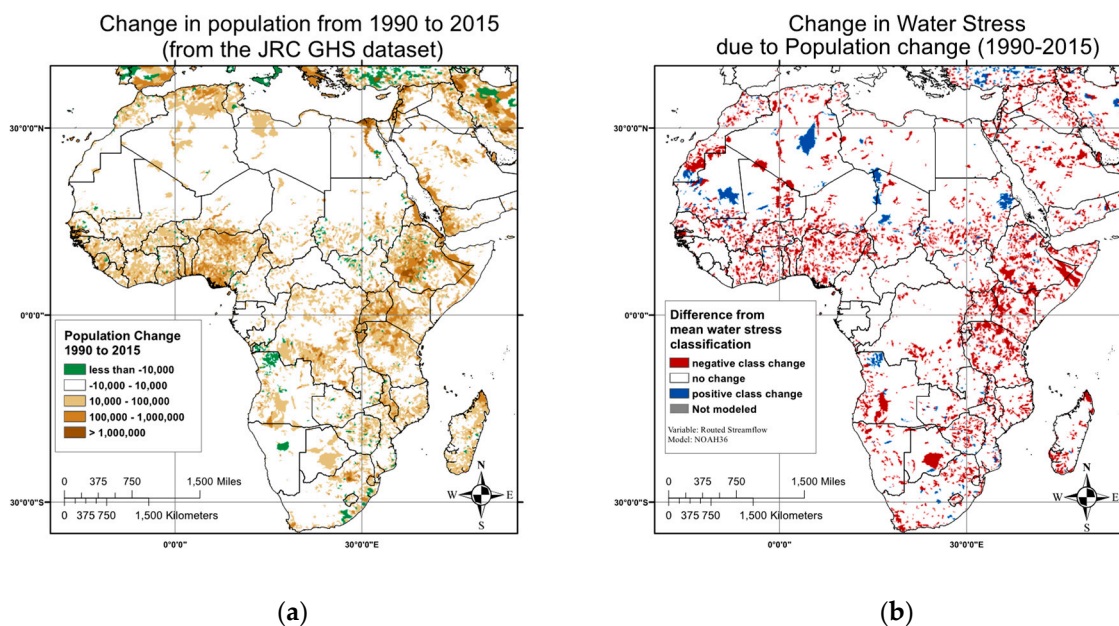 Change in population from 1990 to 2015
(from the JRC GHS dataset)
30°0'0"N
0°0'0"
30°0'0"S
Population Change
1990 to 2015
less than -10,000
-10,000 - 10,000
10,000 - 100,000
100,000 - 1,000,000
> 1,000,000
0 375 750 1,500 Miles
0 375 750 1,500 Kilometers
N
W E
S
0°0'0" 30°0'0"E
(a)
Change in Water Stress
due to Population change (1990-2015)
30°0'0"N
0°0'0"
30°0'0"S
Difference from
mean water stress
classification
negative class change
no change
positive class change
Not modeled
Variable: Routed Streamflow
Model: NOAH36
0 375 750 1,500 Miles
0 375 750 1,500 Kilometers
N
W E
S
0°0'0" 30°0'0"E
(b)